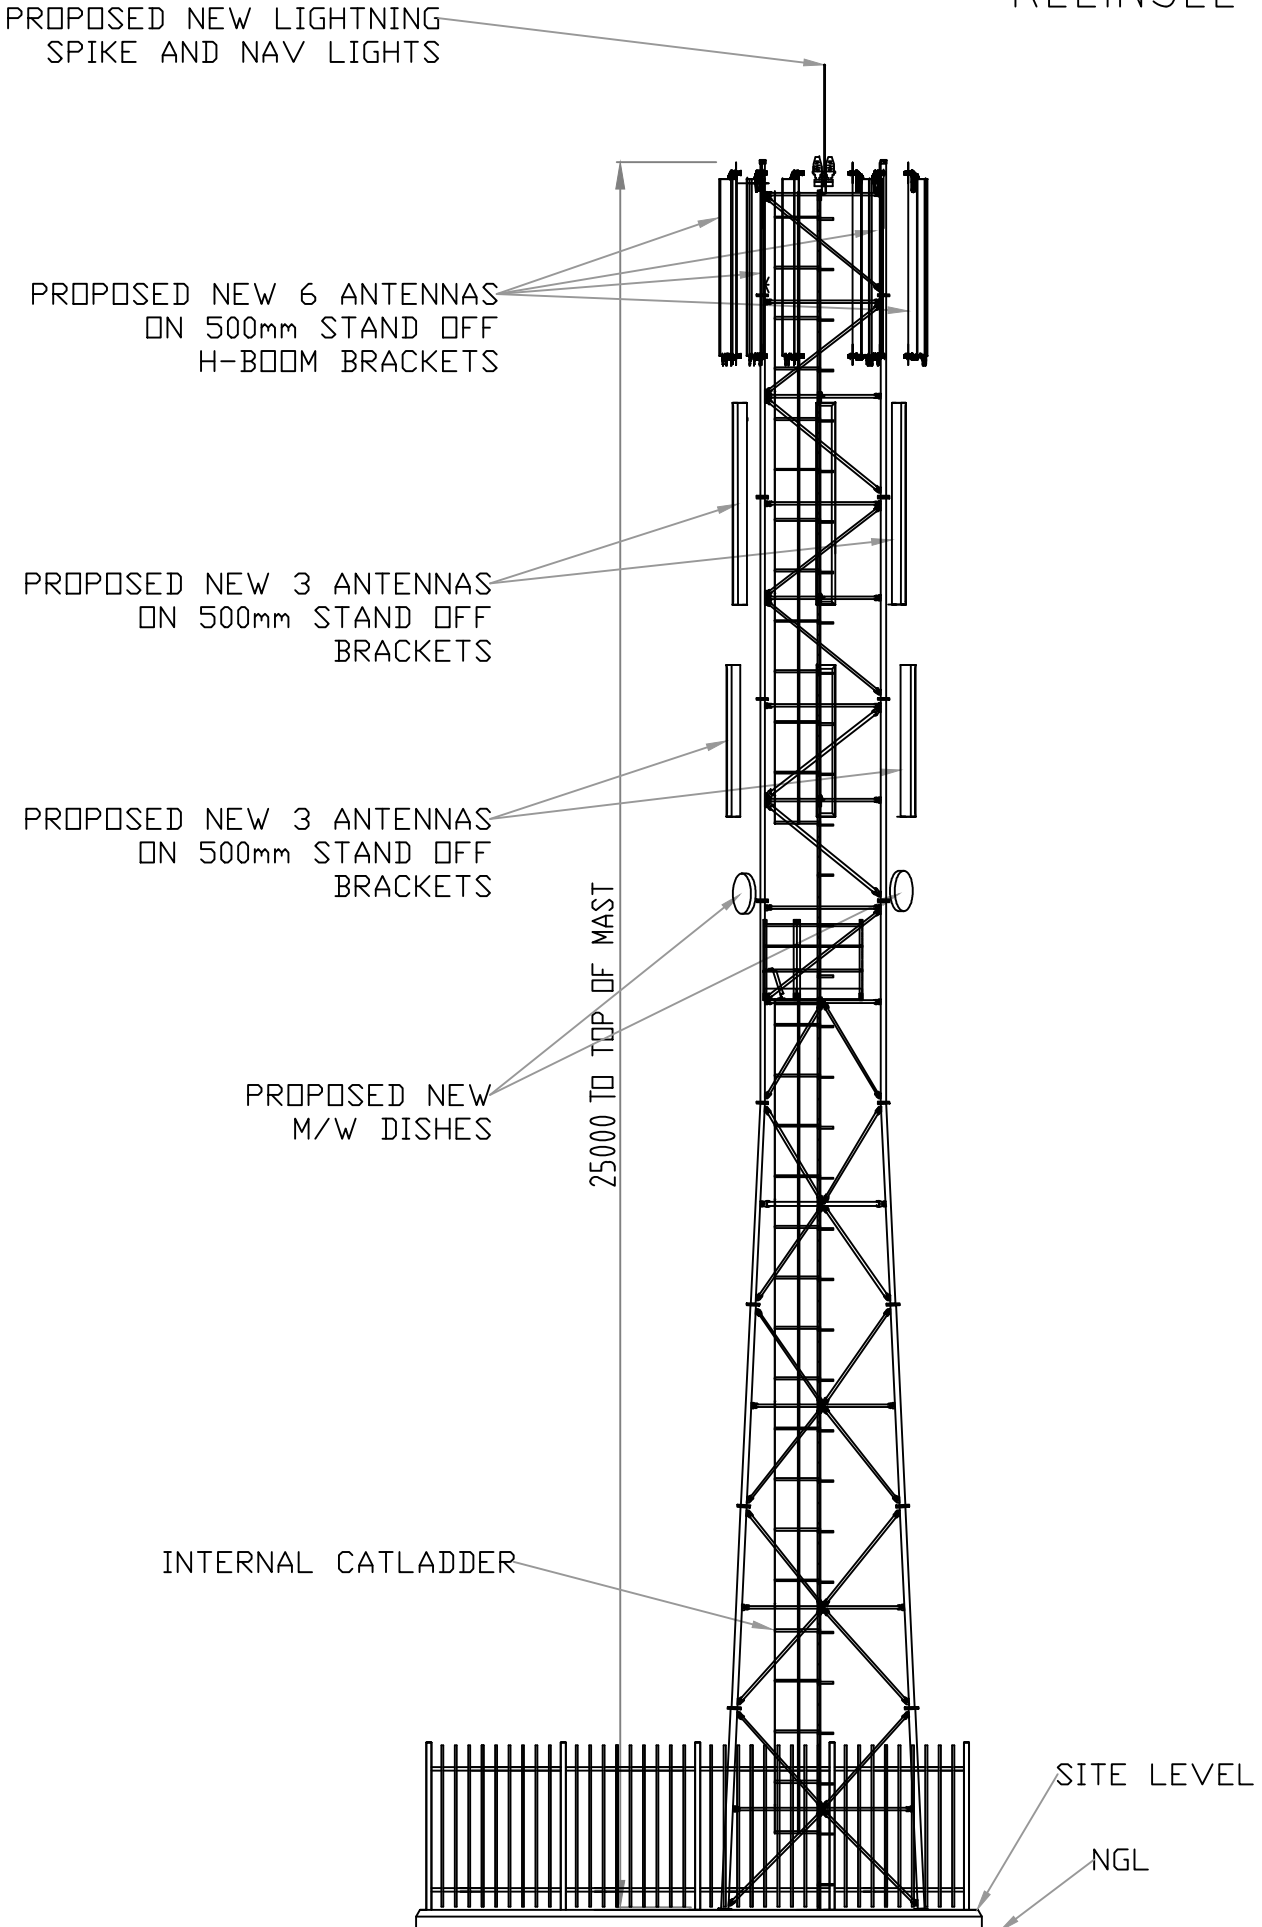 PROPOSED NEW LIGHTNING
SPIKE AND NAV LIGHTS
PROPOSED NEW 6 ANTENNAS
ON 500mm STAND OFF
H-BOOM BRACKETS
PROPOSED NEW 3 ANTENNAS
ON 500mm STAND OFF
BRACKETS
PROPOSED NEW 3 ANTENNAS
ON 500mm STAND OFF
BRACKETS
25000 TO TOP OF MAST
PROPOSED NEW
M/W DISHES
INTERNAL CATLADDER
SITE LEVEL
NGL